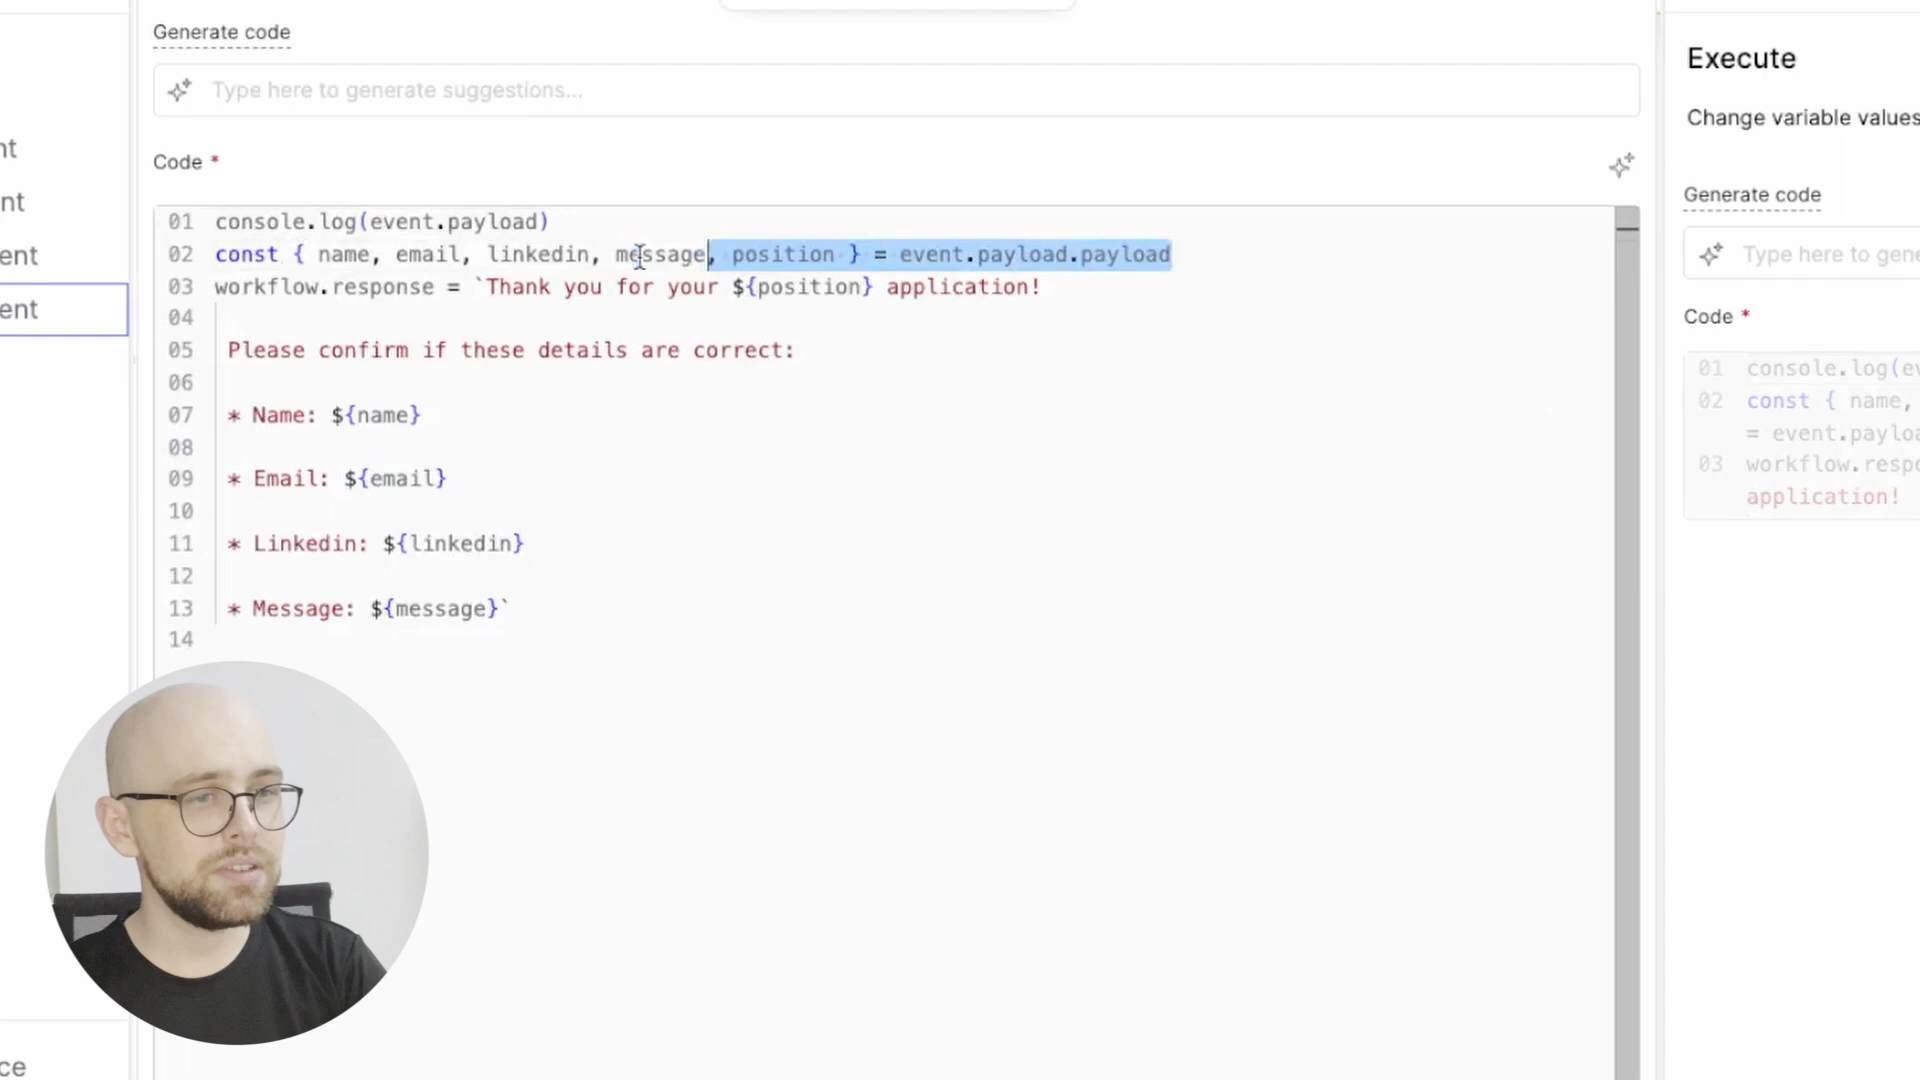 Generate code
Type here to generate suggestions...
Code *
01 console.log(event.payload)
02 const { name, email, linkedin, message, position } = event.payload.payload
03 workflow.response = `Thank you for your ${position} application!
04
05 Please confirm if these details are correct:
06
07 * Name: ${name}
08
09 * Email: ${email}
10
11 * Linkedin: ${linkedin}
12
13 * Message: ${message}`
14
nt
nt
ent
ent
ce
Execute
Change variable values
Generate code
Type here to gene
Code *
01 console.log(ev
02 const { name,
= event.payloa
03 workflow.respo
application!